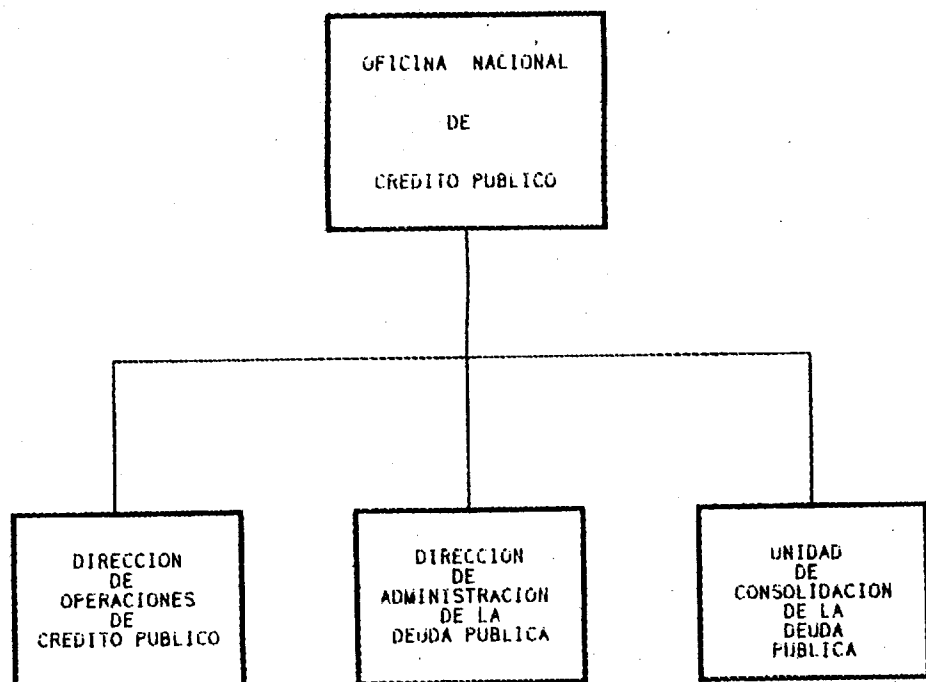 OFICINA NACIONAL
DE
CREDITO PUBLICO
DIRECCION
DE
OPERACIONES
DE
CREDITO PUBLICO
DIRECCION
DE
ADMINISTRACION
DE LA
DEUDA PUBLICA
UNIDAD
DE
CONSOLIDACION
DE LA
DEUDA
PUBLICA